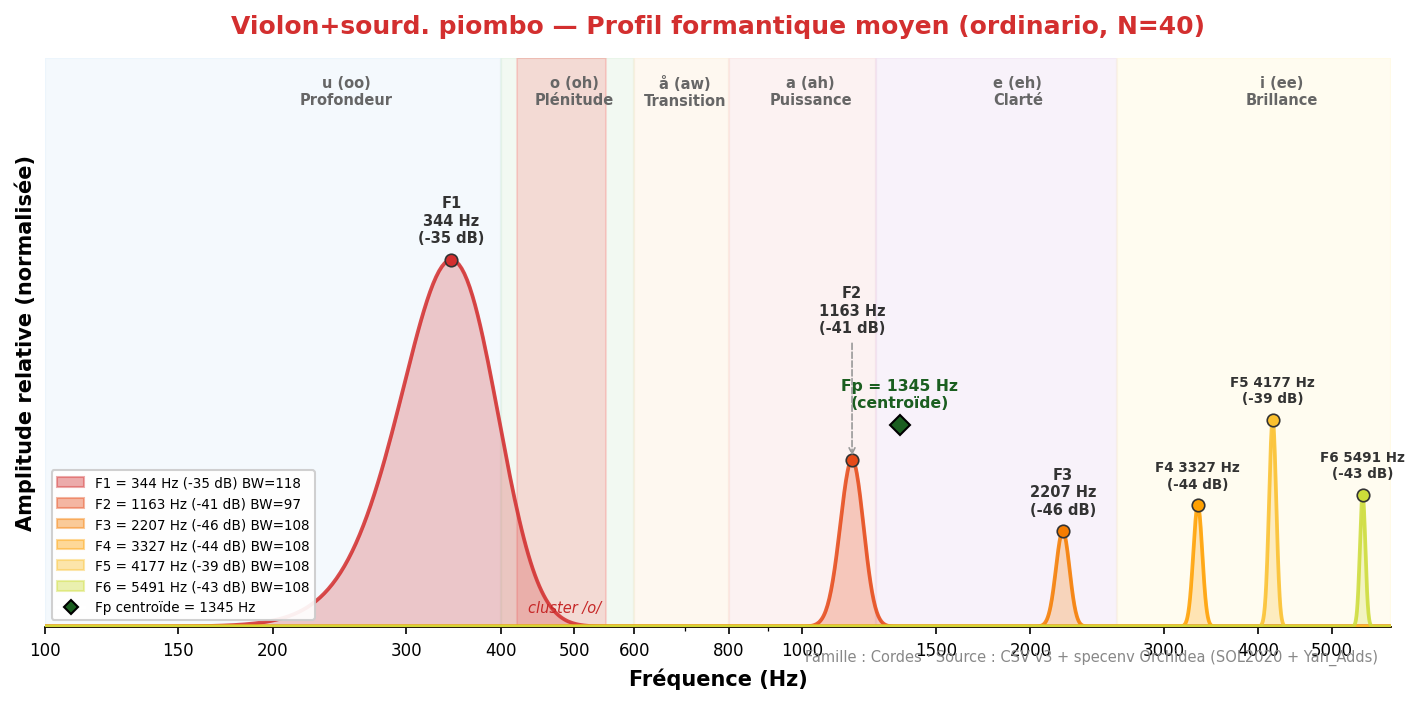 Violon+sourd. piombo — Profil formantique moyen (ordinario, N=40)
u (oo)
Profondeur
o (oh)
Plénitude
å (aw)
Transition
a (ah)
Puissance
e (eh)
Clarté
i (ee)
Brillance
Amplitude relative (normalisée)
F1
344 Hz
(-35 dB)
F2
1163 Hz
(-41 dB)
Fp = 1345 Hz
(centroïde)
F3
2207 Hz
(-46 dB)
F4 3327 Hz
(-44 dB)
F5 4177 Hz
(-39 dB)
F6 5491 Hz
(-43 dB)
F1 = 344 Hz (-35 dB) BW=118
F2 = 1163 Hz (-41 dB) BW=97
F3 = 2207 Hz (-46 dB) BW=108
F4 = 3327 Hz (-44 dB) BW=108
F5 = 4177 Hz (-39 dB) BW=108
F6 = 5491 Hz (-43 dB) BW=108
Fp centroïde = 1345 Hz
cluster /o/
100 150 200 300 400 500 600 800 1000 1500 2000 3000 4000 5000
Famille : Cordes - Source : CSV v3 + specenv Orchidea (SOL2020 + Yan_Adds)
Fréquence (Hz)